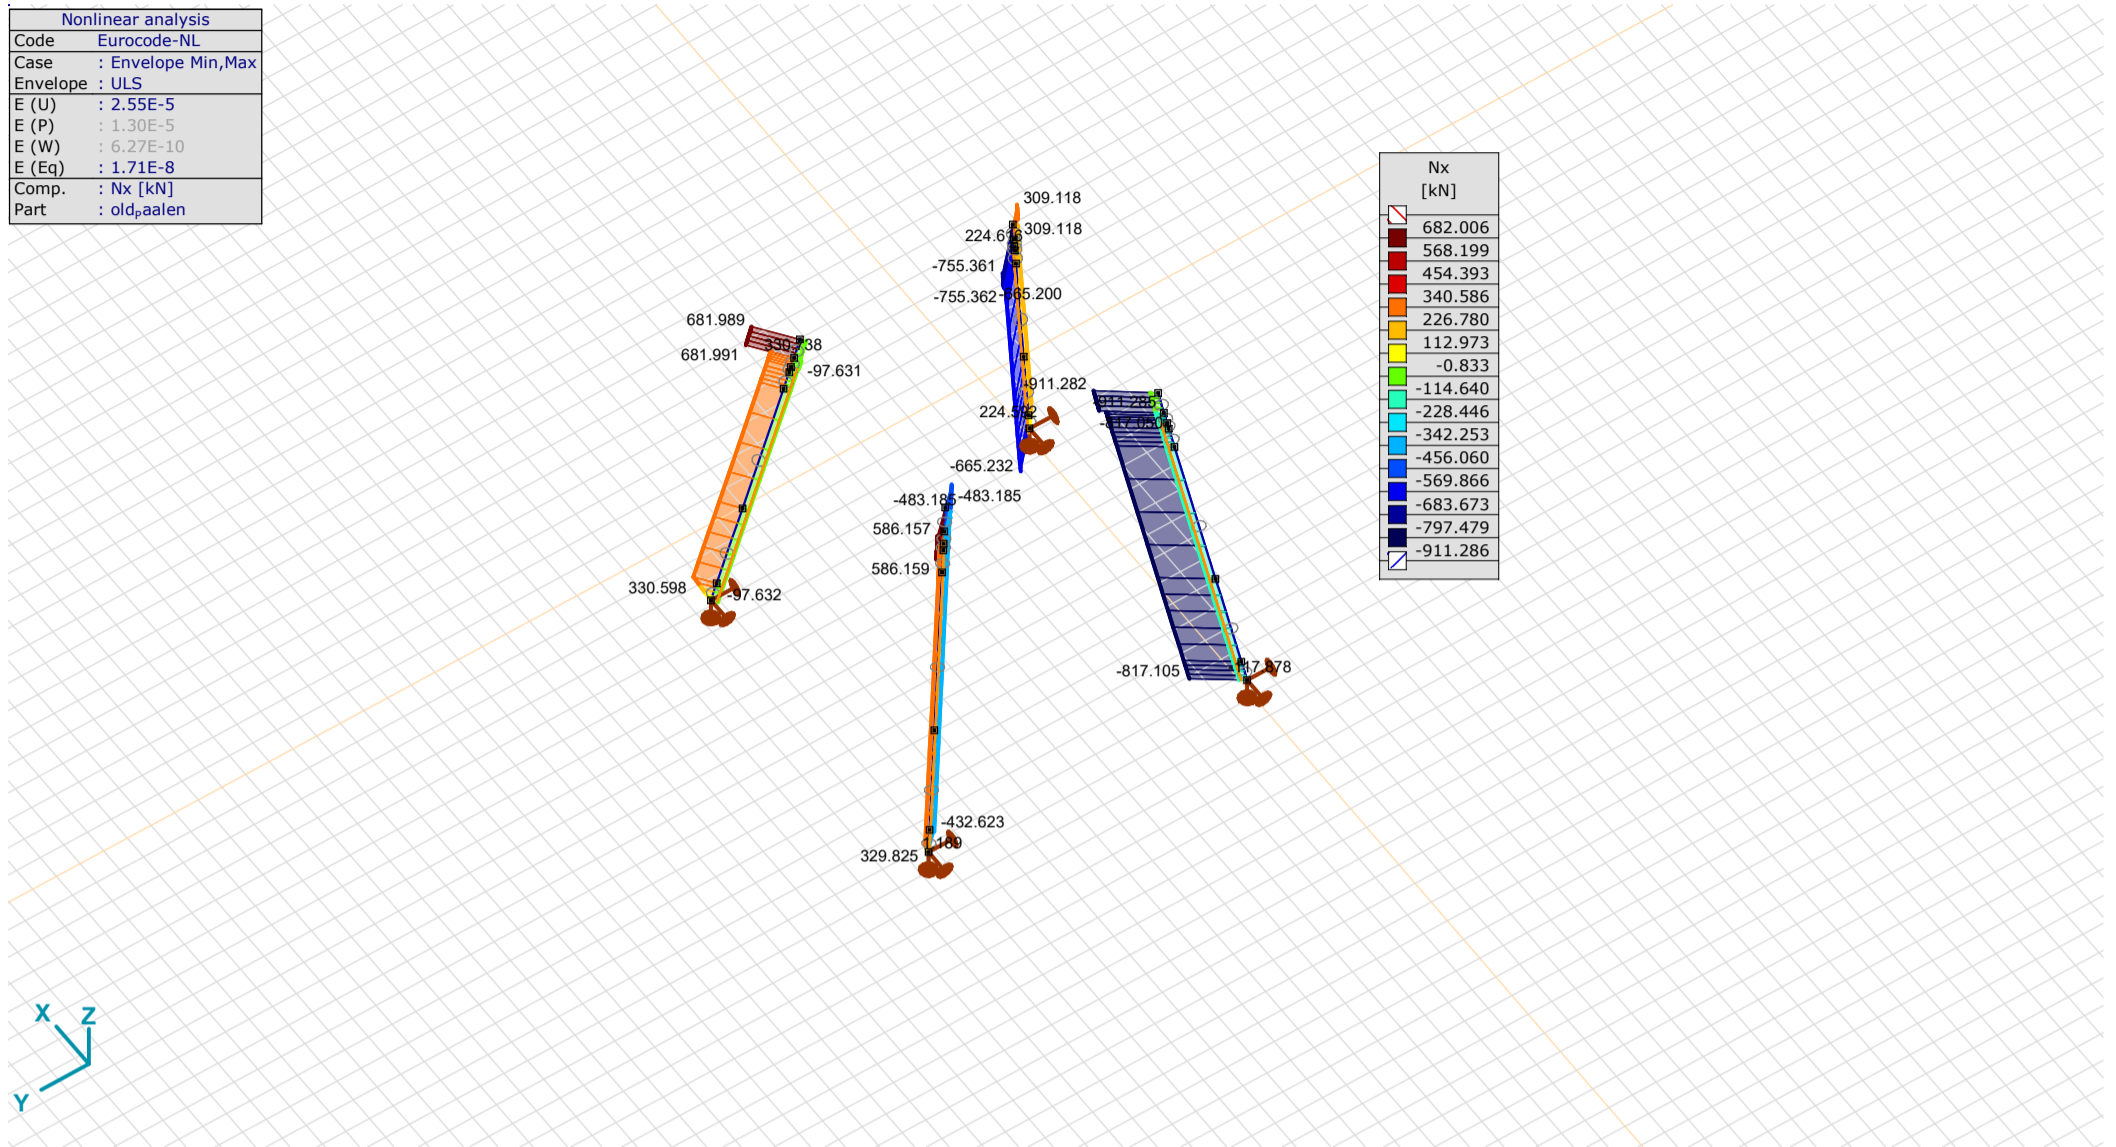 Nonlinear analysis
Code Eurocode-NL
Case : Envelope Min,Max
Envelope : ULS
E (U) : 2.55E-5
E (P) : 1.30E-5
E (W) : 6.27E-10
E (Eq) : 1.71E-8
Comp. : Nx [kN]
Part : oldₚaalen
Nx
[kN]
682.006
568.199
454.393
340.586
226.780
112.973
-0.833
-114.640
-228.446
-342.253
-456.060
-569.866
-683.673
-797.479
-911.286
309.118
309.118
-755.361
-755.362
-665.200
681.989
681.991
-97.631
-911.282
-911.285
-665.232
-483.185
-483.185
586.157
586.159
330.598
-97.632
-817.105
-432.623
329.825
X
Z
Y